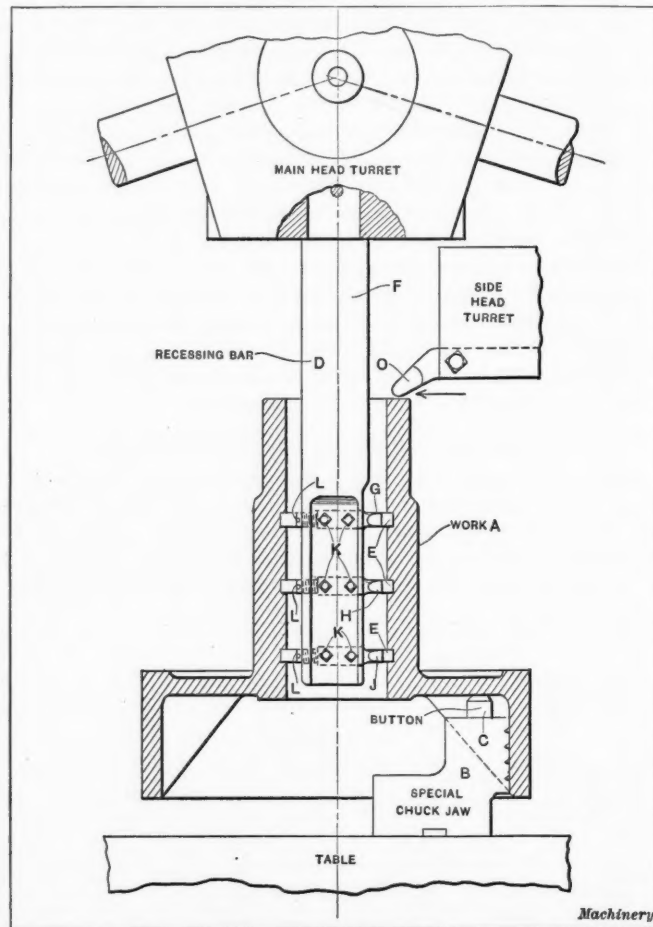 MAIN HEAD TURRET
F
SIDE
HEAD
TURRET
RECESSING BAR
D
O
L
G
K
E
WORK A
L
H
K
E
L
J
BUTTON
C
B
SPECIAL
CHUCK JAW
TABLE
Machinery